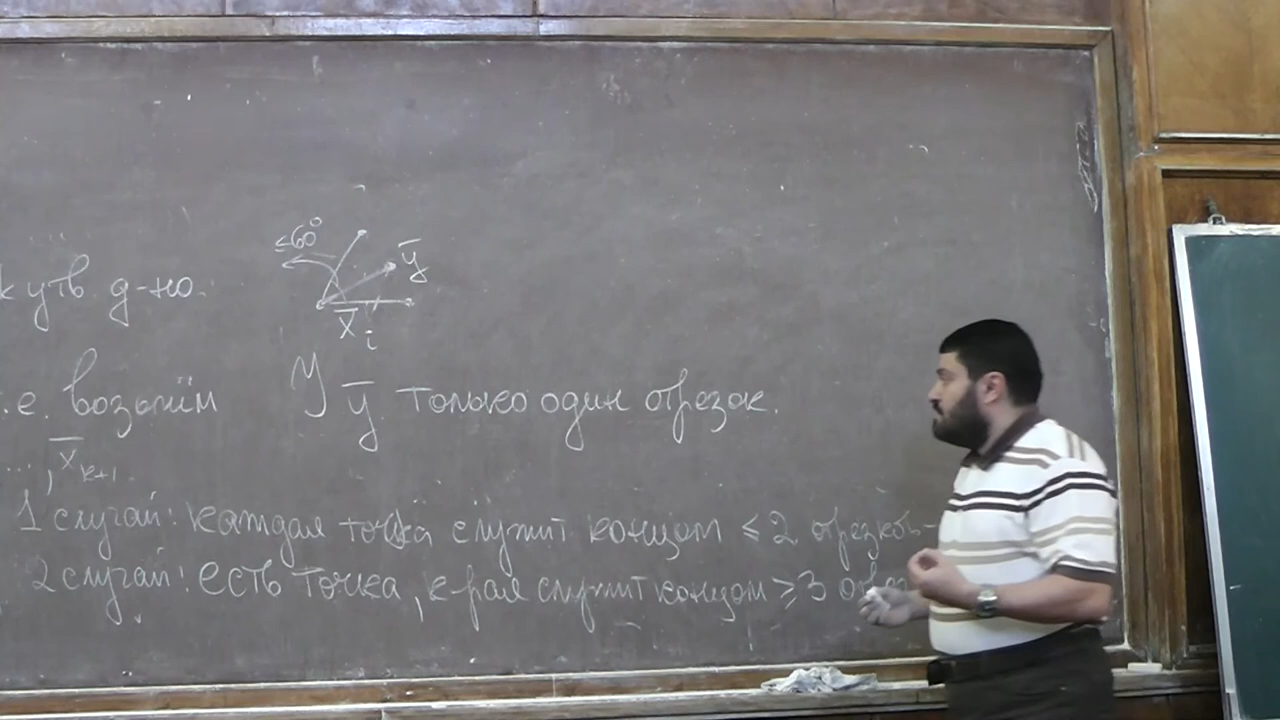 ≤60°
ȳ
д-но.
x̄ᵢ
т.е. возьмём
У ȳ только один отрезок.
..., x̄ₖ₊₁.
1 случай: каждая точка служит концом ≤2 отрезков
2 случай: есть точка, к-рая служит концом ≥3